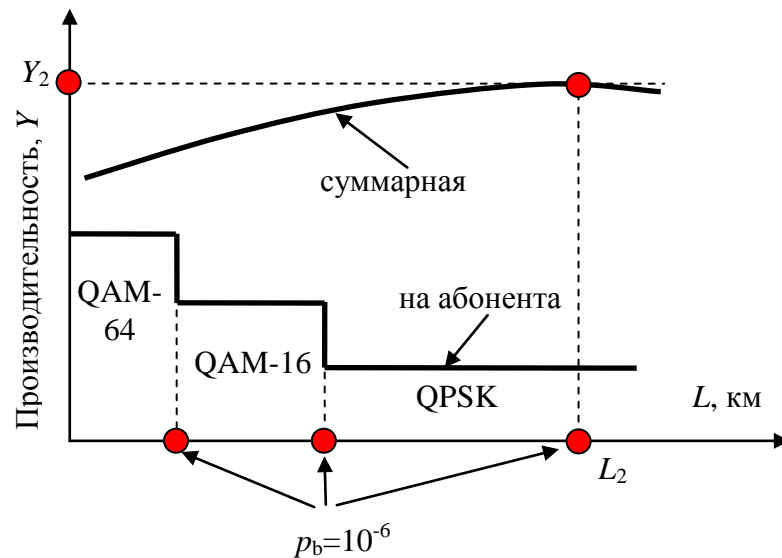 Y₂
Производительность, Y
суммарная
QAM-
64
на абонента
QAM-16
QPSK
L, км
L₂
pb=10⁻⁶